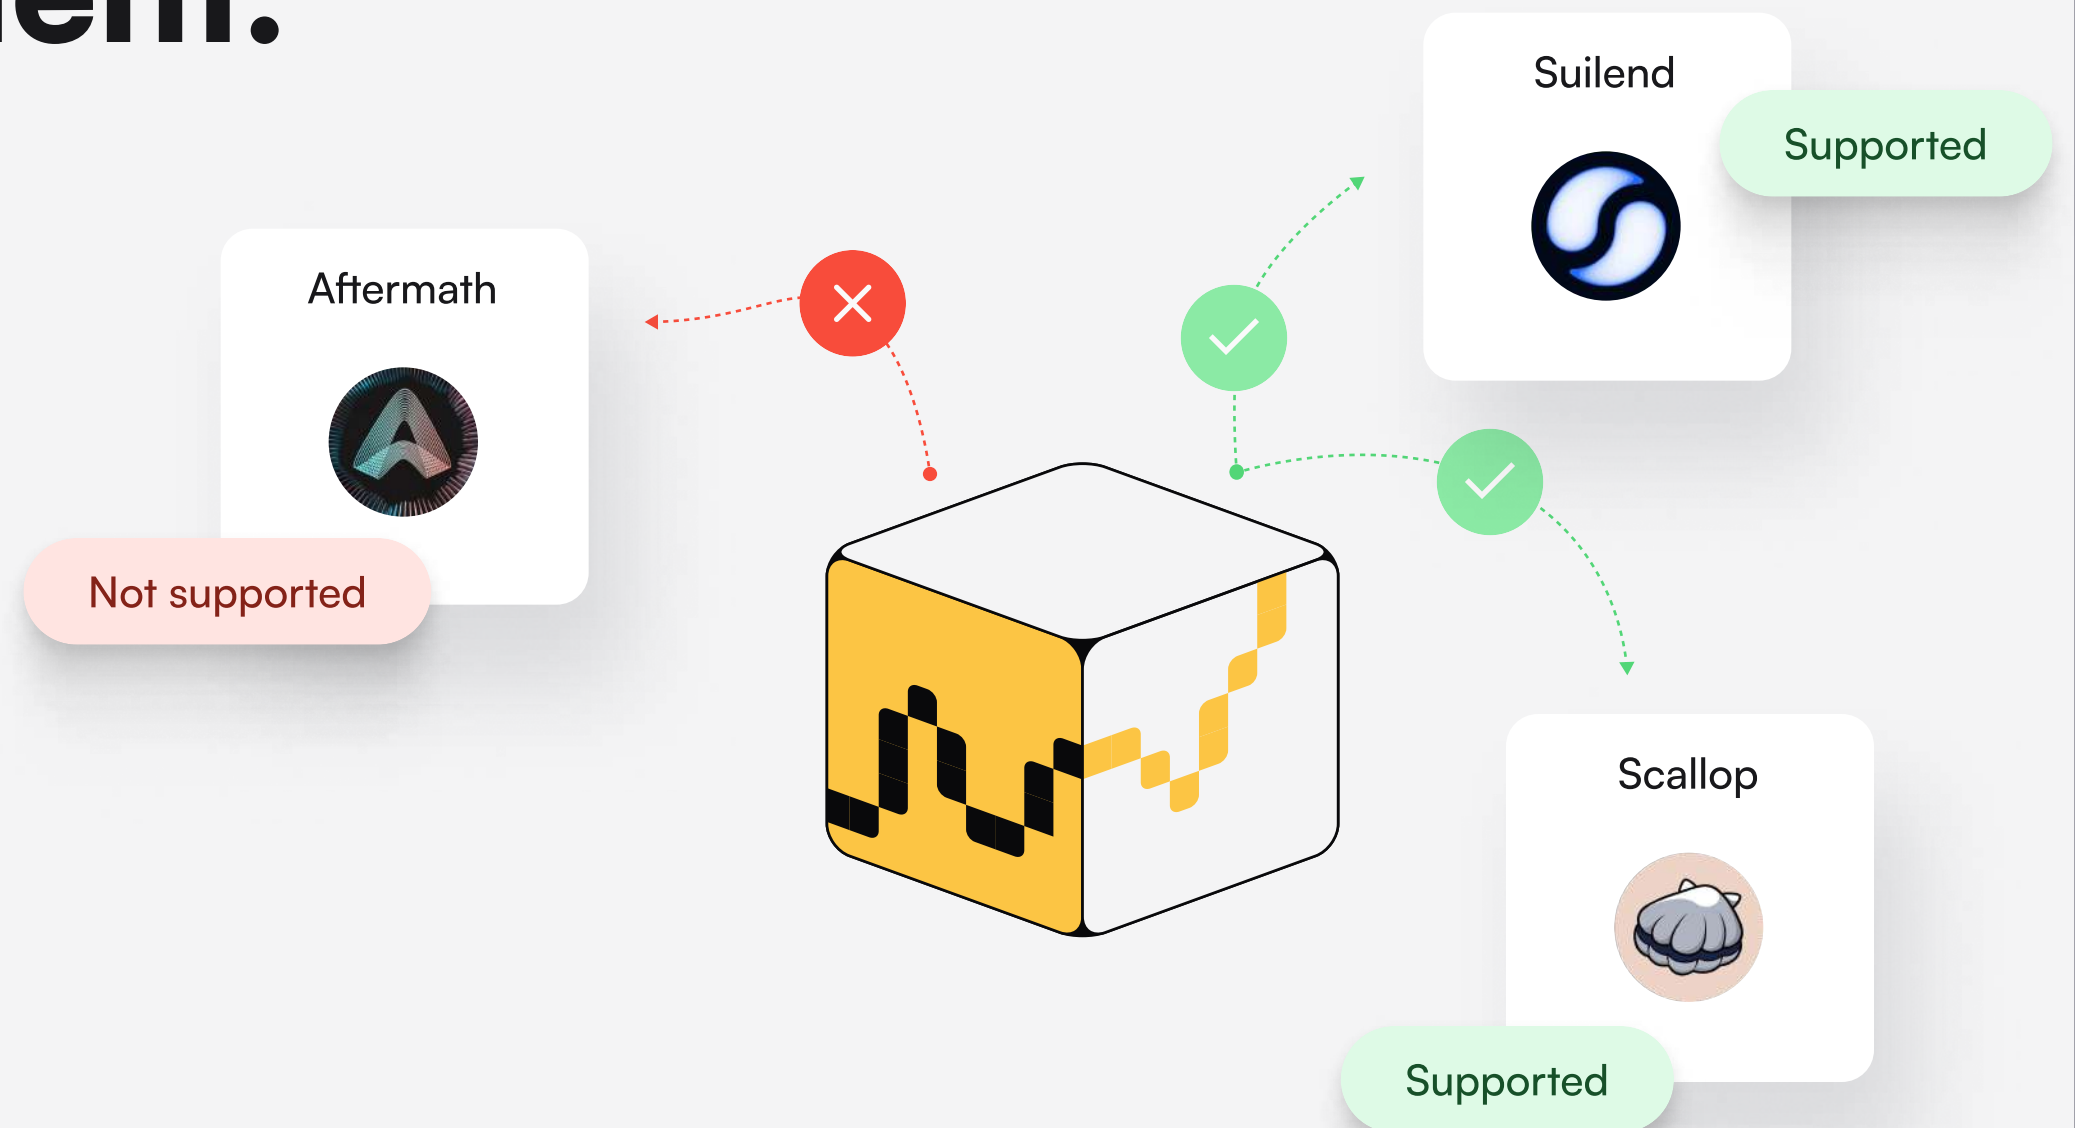 Suilend
Supported
Aftermath
Not supported
Scallop
Supported